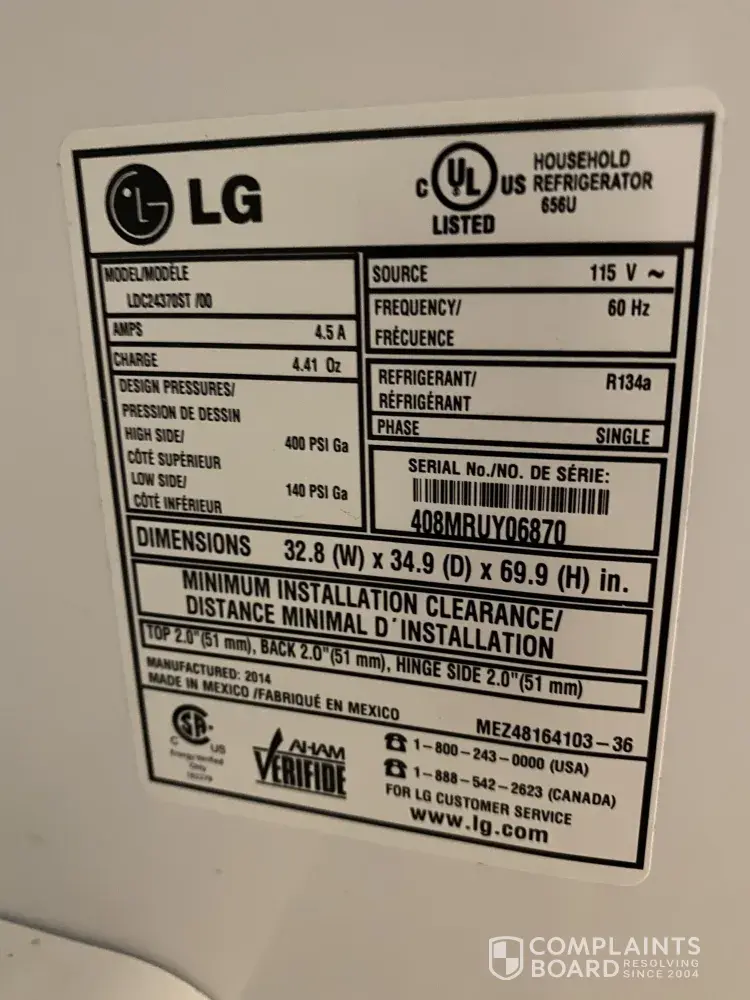 LG
C UL US
LISTED
HOUSEHOLD
REFRIGERATOR
656U
MODEL/MODÈLE
LDC24370ST /00
AMPS 4.5 A
CHARGE 4.41 Oz
DESIGN PRESSURES/
PRESSION DE DESSIN
HIGH SIDE/
CÔTÉ SUPÉRIEUR 400 PSI Ga
LOW SIDE/
CÔTÉ INFÉRIEUR 140 PSI Ga
SOURCE 115 V ~
FREQUENCY/ 60 Hz
FRÉCUENCE
REFRIGERANT/ R134a
RÉFRIGÉRANT
PHASE SINGLE
SERIAL No./NO. DE SÉRIE:
408MRUY06870
DIMENSIONS 32.8 (W) x 34.9 (D) x 69.9 (H) in.
MINIMUM INSTALLATION CLEARANCE/
DISTANCE MINIMAL D'INSTALLATION
TOP 2.0"(51 mm), BACK 2.0"(51 mm), HINGE SIDE 2.0"(51 mm)
MANUFACTURED: 2014
MADE IN MEXICO /FABRIQUÉ EN MEXICO
MEZ48164103-36
C SA US
Energy Verified
Only
AHAM
VERIFIDE
1-800-243-0000 (USA)
1-888-542-2623 (CANADA)
FOR LG CUSTOMER SERVICE
www.lg.com
COMPLAINTS
BOARD RESOLVING
SINCE 2004